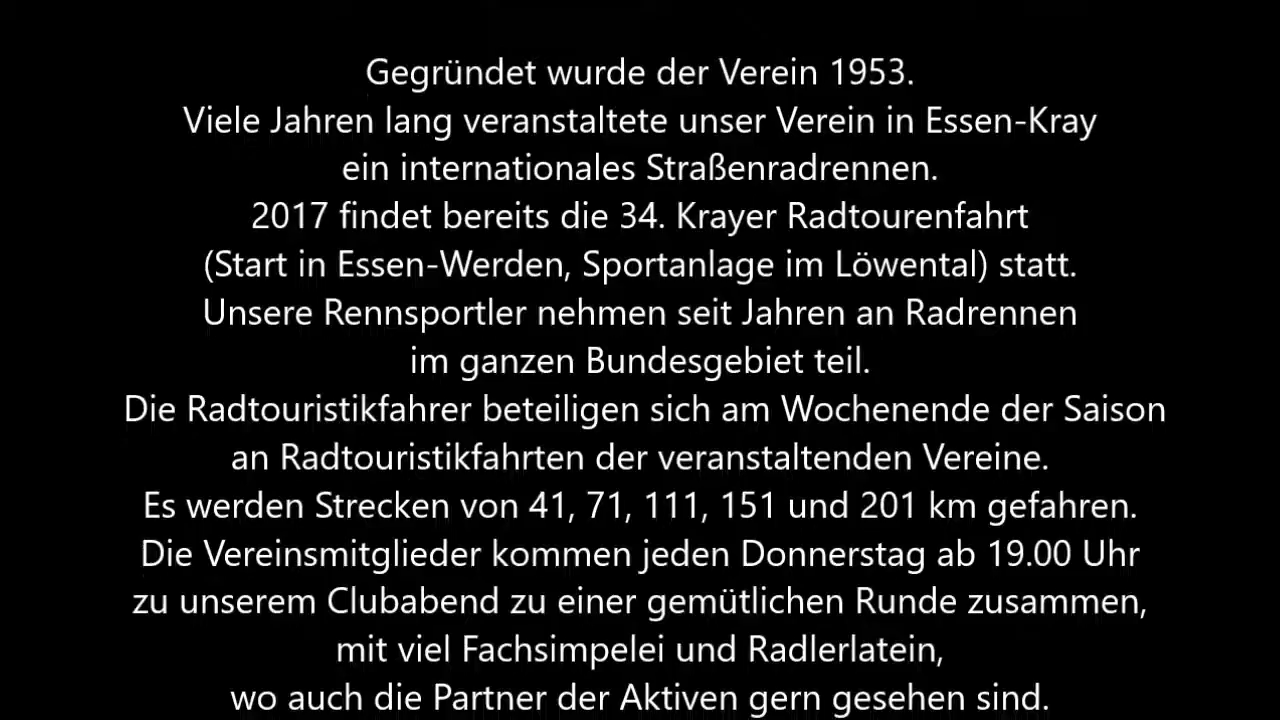 Gegründet wurde der Verein 1953.
Viele Jahren lang veranstaltete unser Verein in Essen-Kray
ein internationales Straßenradrennen.
2017 findet bereits die 34. Krayer Radtourenfahrt
(Start in Essen-Werden, Sportanlage im Löwental) statt.
Unsere Rennsportler nehmen seit Jahren an Radrennen
im ganzen Bundesgebiet teil.
Die Radtouristikfahrer beteiligen sich am Wochenende der Saison
an Radtouristikfahrten der veranstaltenden Vereine.
Es werden Strecken von 41, 71, 111, 151 und 201 km gefahren.
Die Vereinsmitglieder kommen jeden Donnerstag ab 19.00 Uhr
zu unserem Clubabend zu einer gemütlichen Runde zusammen,
mit viel Fachsimpelei und Radlerlatein,
wo auch die Partner der Aktiven gern gesehen sind.